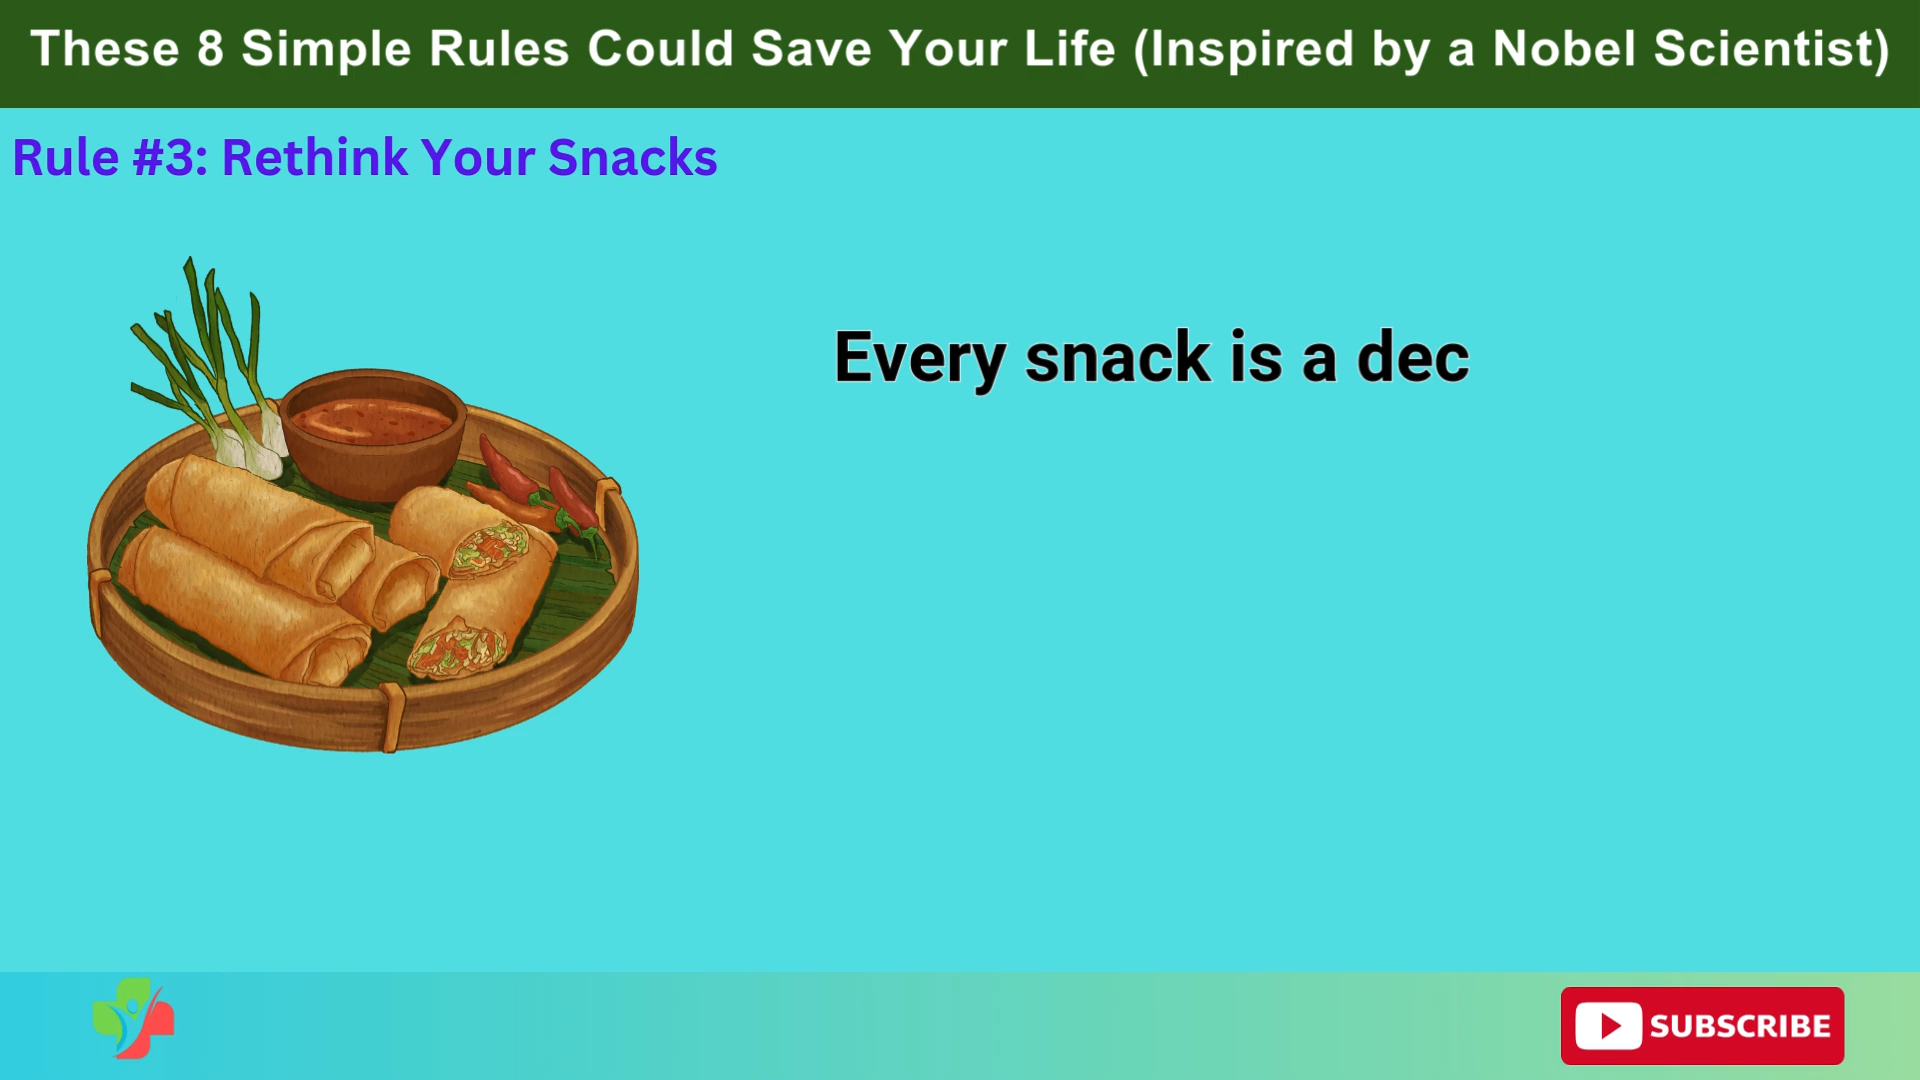 These 8 Simple Rules Could Save Your Life (Inspired by a Nobel Scientist)
Rule #3: Rethink Your Snacks
Every snack is a dec
SUBSCRIBE